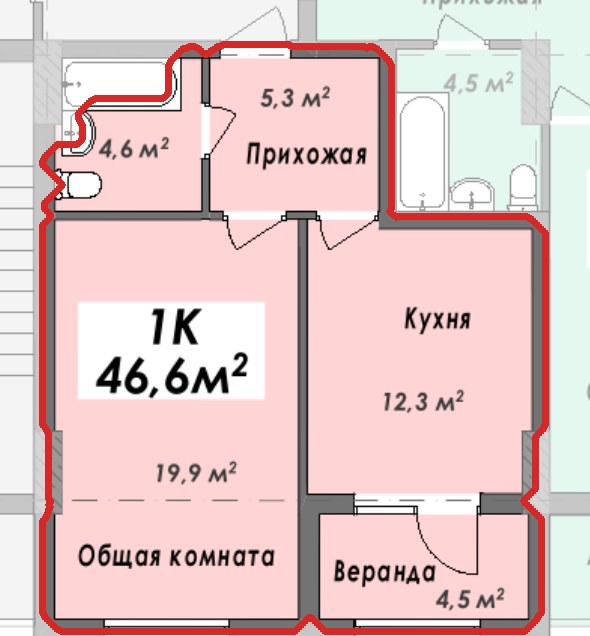 Прихожая
4,5 м²
5,3 м²
4,6 м²
Прихожая
1К
46,6м²
Кухня
12,3 м²
19,9 м²
Общая комната
Веранда
4,5 м²